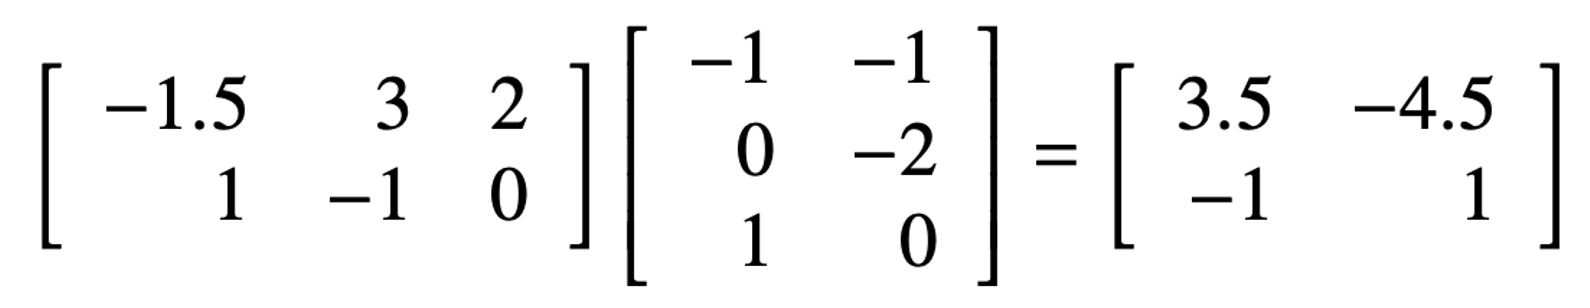 [ −1.5 3 2 ] [ −1 −1 ] = [ 3.5 −4.5 ]
[ 1 −1 0 ] [ 0 −2 ] [ −1 1 ]
[ 1 0 ]